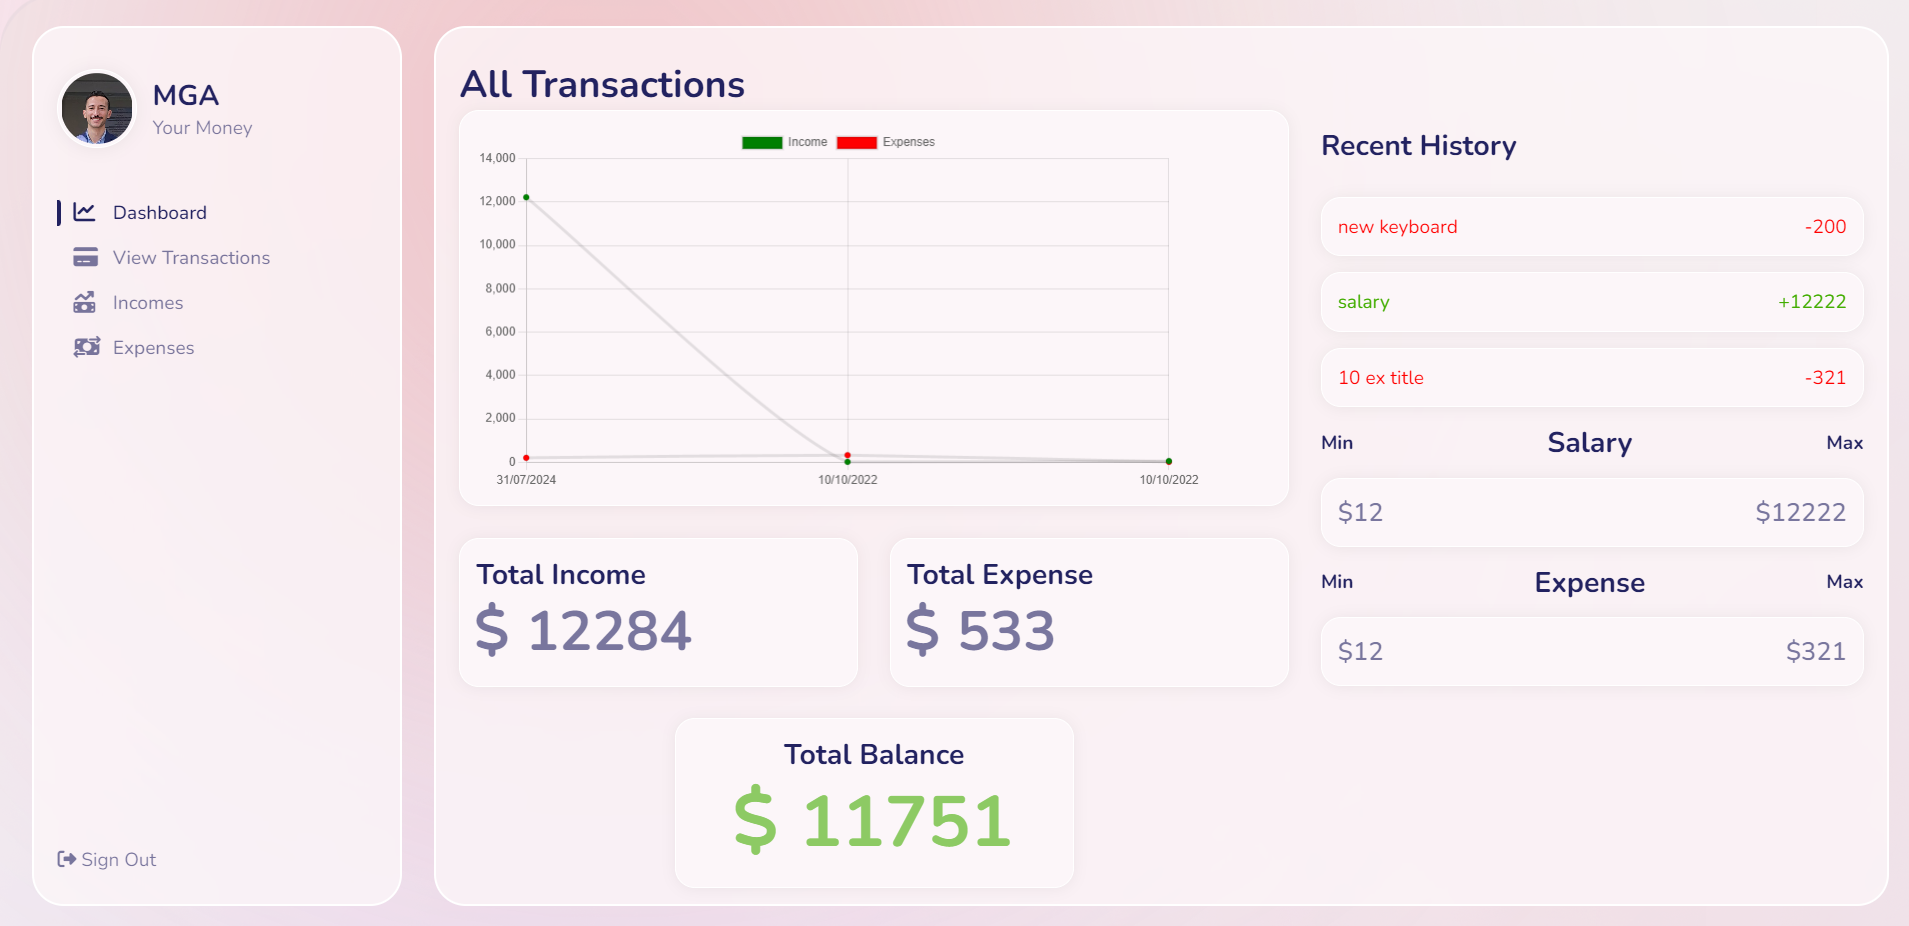 MGA
Your Money
Dashboard
View Transactions
Incomes
Expenses
Sign Out
All Transactions
Income Expenses
14,000
12,000
10,000
8,000
6,000
4,000
2,000
0
31/07/2024 10/10/2022 10/10/2022
Total Income
$ 12284
Total Expense
$ 533
Total Balance
$ 11751
Recent History
new keyboard -200
salary +12222
10 ex title -321
Min Salary Max
$12 $12222
Min Expense Max
$12 $321